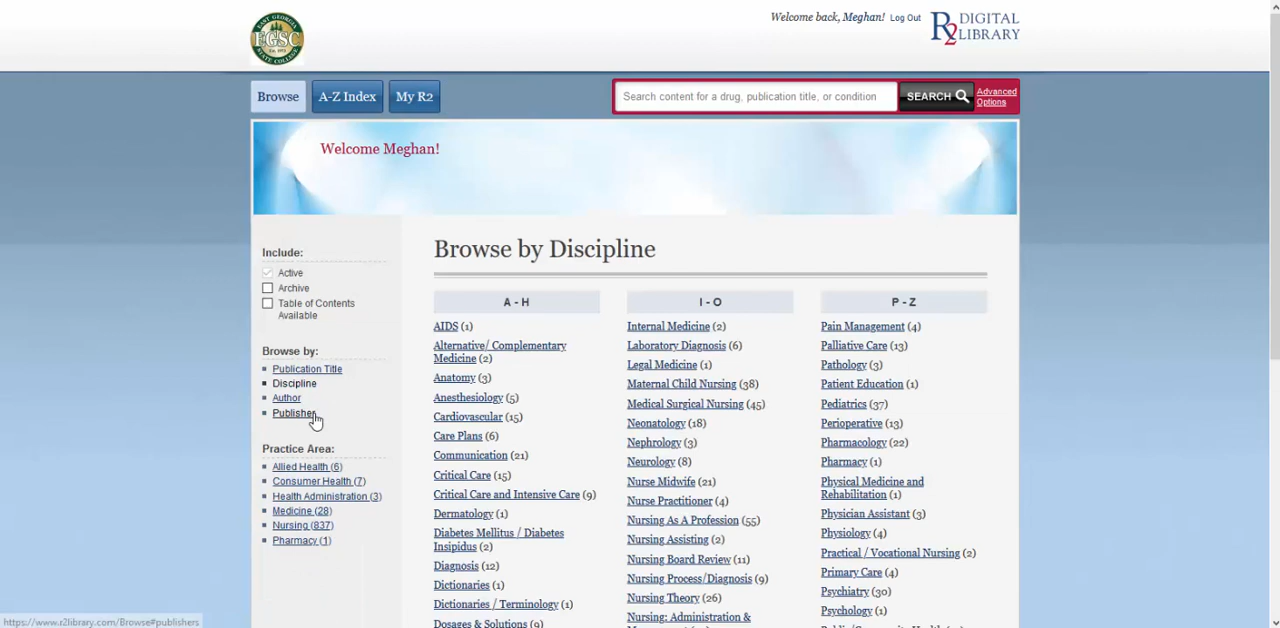 Welcome back, Meghan! Log Out
R2 DIGITAL LIBRARY
EAST GEORGIA
EGSC
STATE COLLEGE
Browse
A-Z Index
My R2
Search content for a drug, publication title, or condition
SEARCH
Advanced
Options
Welcome Meghan!
Include:
Active
Archive
Table of Contents
Available
Browse by:
Publication Title
Discipline
Author
Publisher
Practice Area:
Allied Health (6)
Consumer Health (7)
Health Administration (3)
Medicine (28)
Nursing (837)
Pharmacy (1)
Browse by Discipline
A - H
AIDS (1)
Alternative/ Complementary
Medicine (2)
Anatomy (3)
Anesthesiology (5)
Cardiovascular (15)
Care Plans (6)
Communication (21)
Critical Care (15)
Critical Care and Intensive Care (9)
Dermatology (1)
Diabetes Mellitus / Diabetes
Insipidus (2)
Diagnosis (12)
Dictionaries (1)
Dictionaries / Terminology (1)
Dosages & Solutions (9)
I - O
Internal Medicine (2)
Laboratory Diagnosis (6)
Legal Medicine (1)
Maternal Child Nursing (38)
Medical Surgical Nursing (45)
Neonatology (18)
Nephrology (3)
Neurology (8)
Nurse Midwife (21)
Nurse Practitioner (4)
Nursing As A Profession (55)
Nursing Assisting (2)
Nursing Board Review (11)
Nursing Process/Diagnosis (9)
Nursing Theory (26)
Nursing: Administration &
P - Z
Pain Management (4)
Palliative Care (13)
Pathology (3)
Patient Education (1)
Pediatrics (37)
Perioperative (13)
Pharmacology (22)
Pharmacy (1)
Physical Medicine and
Rehabilitation (1)
Physician Assistant (3)
Physiology (4)
Practical / Vocational Nursing (2)
Primary Care (4)
Psychiatry (30)
Psychology (1)
https://www.r2library.com/Browse#publishers